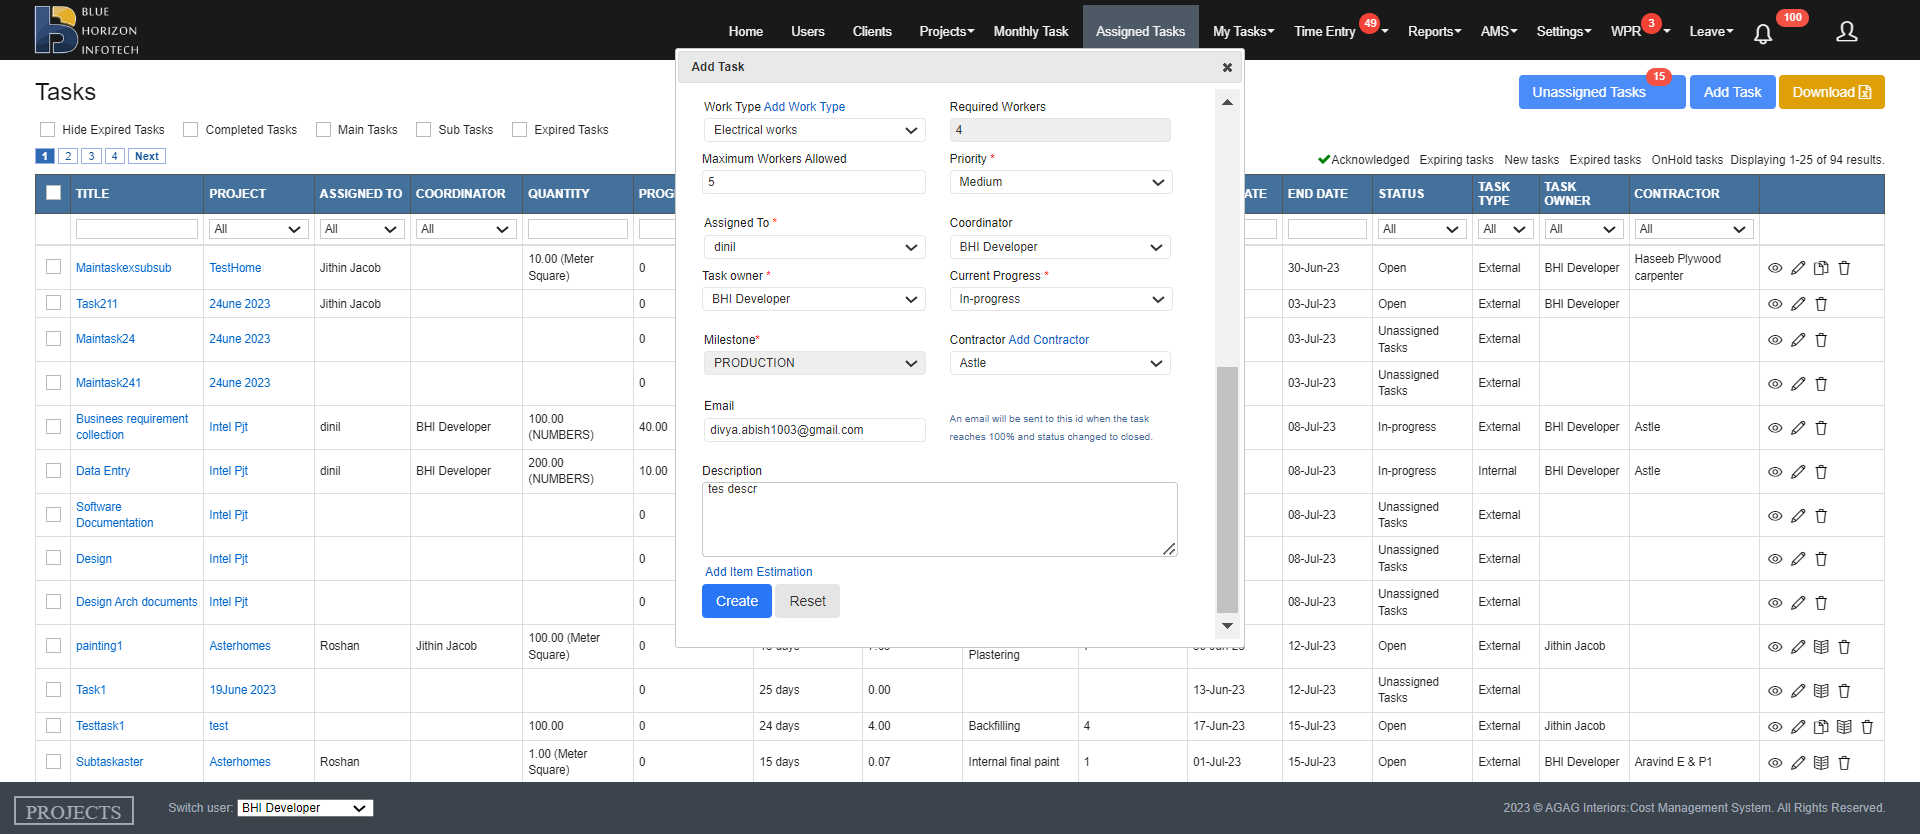 BLUE
HORIZON
INFOTECH
Home Users Clients Projects Monthly Task Assigned Tasks My Tasks Time Entry 49 Reports AMS Settings WPR 3 Leave 100
Tasks
Unassigned Tasks 15 Add Task Download
Hide Expired Tasks Completed Tasks Main Tasks Sub Tasks Expired Tasks
1 2 3 4 Next
Acknowledged Expiring tasks New tasks Expired tasks OnHold tasks Displaying 1-25 of 94 results.
Add Task
Work Type Add Work Type Required Workers
Electrical works 4
Maximum Workers Allowed Priority *
5 Medium
Assigned To * Coordinator
dinil BHI Developer
Task owner * Current Progress *
BHI Developer In-progress
Milestone* Contractor Add Contractor
PRODUCTION Astle
Email
divya.abish1003@gmail.com
An email will be sent to this id when the task
reaches 100% and status changed to closed.
Description
tes descr
Add Item Estimation
Create Reset
TITLE PROJECT ASSIGNED TO COORDINATOR QUANTITY END DATE STATUS TASK TYPE TASK OWNER CONTRACTOR
All All All All All All All
Maintaskexsubsub TestHome Jithin Jacob 10.00 (Meter Square) 0 30-Jun-23 Open External BHI Developer Haseeb Plywood carpenter
Task211 24une 2023 Jithin Jacob 0 03-Jul-23 Open External BHI Developer
Maintask24 24une 2023 0 03-Jul-23 Unassigned Tasks External
Maintask241 24une 2023 0 03-Jul-23 Unassigned Tasks External
Businees requirement collection Intel Pjt dinil BHI Developer 100.00 (NUMBERS) 40.00 08-Jul-23 In-progress External BHI Developer Astle
Data Entry Intel Pjt dinil BHI Developer 200.00 (NUMBERS) 10.00 08-Jul-23 In-progress Internal BHI Developer Astle
Software Documentation Intel Pjt 0 08-Jul-23 Unassigned Tasks External
Design Intel Pjt 0 08-Jul-23 Unassigned Tasks External
Design Arch documents Intel Pjt 0 08-Jul-23 Unassigned Tasks External
painting1 Asterhomes Roshan Jithin Jacob 100.00 (Meter Square) 0 Plastering 12-Jul-23 Open External Jithin Jacob
Task1 19June 2023 0 25 days 0.00 13-Jun-23 12-Jul-23 Unassigned Tasks External
Testtask1 test 100.00 0 24 days 4.00 Backfilling 4 17-Jun-23 15-Jul-23 Open External Jithin Jacob
Subtaskaster Asterhomes Roshan 1.00 (Meter Square) 0 15 days 0.07 Internal final paint 1 01-Jul-23 15-Jul-23 Open External BHI Developer Aravind E & P1
PROJECTS Switch user: BHI Developer 2023 © AGAG Interiors:Cost Management System. All Rights Reserved.